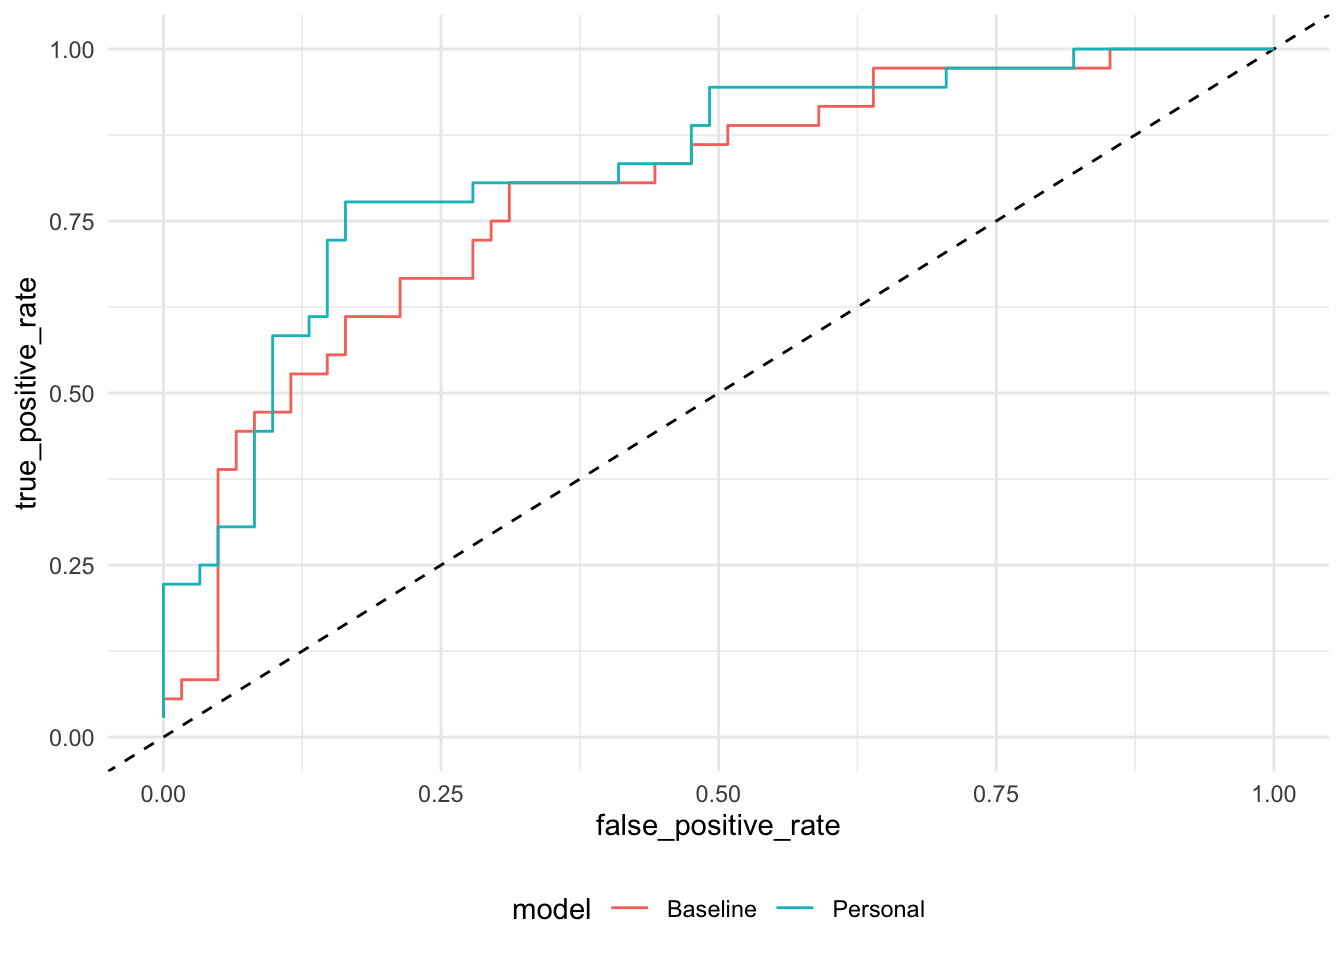 1.00
0.75
0.50
0.25
0.00
true_positive_rate
0.00 0.25 0.50 0.75 1.00
false_positive_rate
model Baseline Personal